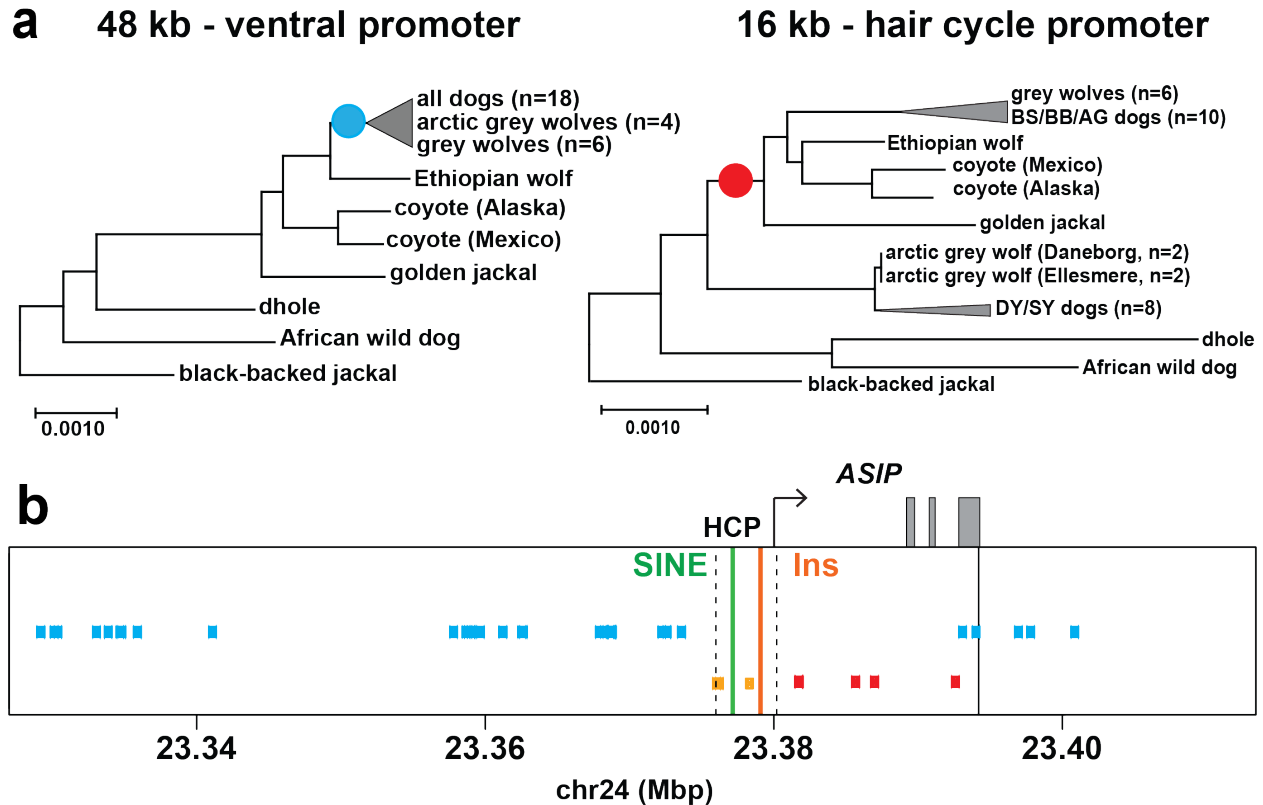 a
48 kb - ventral promoter
16 kb - hair cycle promoter
all dogs (n=18)
arctic grey wolves (n=4)
grey wolves (n=6)
Ethiopian wolf
coyote (Alaska)
coyote (Mexico)
golden jackal
dhole
African wild dog
black-backed jackal
0.0010
grey wolves (n=6)
BS/BB/AG dogs (n=10)
Ethiopian wolf
coyote (Mexico)
coyote (Alaska)
golden jackal
arctic grey wolf (Daneborg, n=2)
arctic grey wolf (Ellesmere, n=2)
DY/SY dogs (n=8)
dhole
African wild dog
black-backed jackal
0.0010
b
ASIP
HCP
SINE
Ins
23.34
23.36
23.38
23.40
chr24 (Mbp)